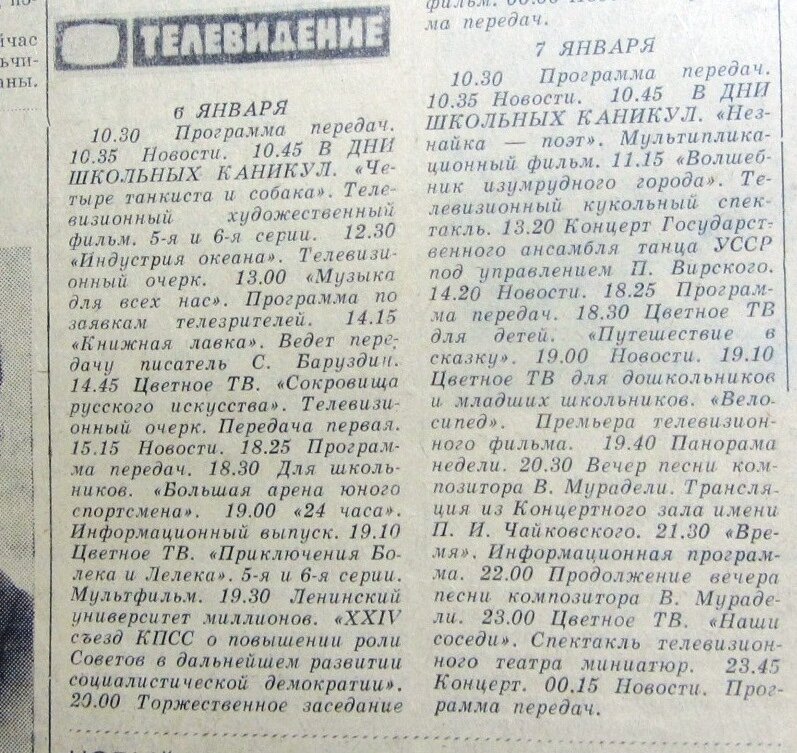 йчас
ьчи-
аны.
ТЕЛЕВИДЕНИЕ
6 ЯНВАРЯ
10.30 Программа передач.
10.35 Новости. 10.45 В ДНИ
ШКОЛЬНЫХ КАНИКУЛ. «Че-
тыре танкиста и собака». Теле-
визионный художественный
фильм. 5-я и 6-я серии. 12.30
«Индустрия океана». Телевизи-
онный очерк. 13.00 «Музыка
для всех нас». Программа по
заявкам телезрителей. 14.15
«Книжная лавка». Ведет пере-
дачу писатель С. Баруздин.
14.45 Цветное ТВ. «Сокровища
русского искусства». Телевизи-
онный очерк. Передача первая.
15.15 Новости. 18.25 Програм-
ма передач. 18.30 Для школь-
ников. «Большая арена юного
спортсмена». 19.00 «24 часа».
Информационный выпуск. 19.10
Цветное ТВ. «Приключения Бо-
лека и Лелека». 5-я и 6-я серии.
Мультфильм. 19.30 Ленинский
университет миллионов. «XXIV
съезд КПСС о повышении роли
Советов в дальнейшем развитии
социалистической демократии».
20.00 Торжественное заседание
фильм. 00.00 Новости
ма передач.
7 ЯНВАРЯ
10.30 Программа передач.
10.35 Новости. 10.45 В ДНИ
ШКОЛЬНЫХ КАНИКУЛ. «Нез-
найка — поэт». Мультиплика-
ционный фильм. 11.15 «Волшеб-
ник изумрудного города». Те-
левизионный кукольный спек-
такль. 13.20 Концерт Государст-
венного ансамбля танца УССР
под управлением П. Вирского.
14.20 Новости. 18.25 Програм-
ма передач. 18.30 Цветное ТВ
для детей. «Путешествие в
сказку». 19.00 Новости. 19.10
Цветное ТВ для дошкольников
и младших школьников. «Вело-
сипед». Премьера телевизион-
ного фильма. 19.40 Панорама
недели. 20.30 Вечер песни ком-
позитора В. Мурадели. Трансля-
ция из Концертного зала имени
П. И. Чайковского. 21.30 «Вре-
мя». Информационная програм-
ма. 22.00 Продолжение вечера
песни композитора В. Мураде-
ли. 23.00 Цветное ТВ. «Наши
соседи». Спектакль телевизион-
ного театра миниатюр. 23.45
Концерт. 00.15 Новости. Прог-
рамма передач.